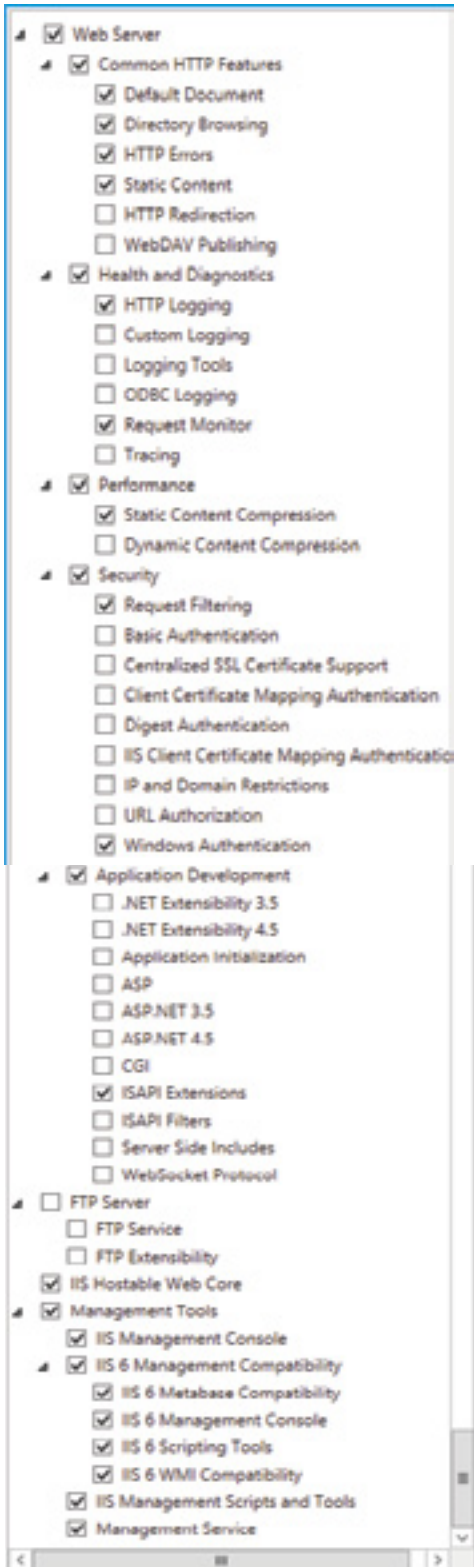 Web Server
Common HTTP Features
Default Document
Directory Browsing
HTTP Errors
Static Content
HTTP Redirection
WebDAV Publishing
Health and Diagnostics
HTTP Logging
Custom Logging
Logging Tools
ODBC Logging
Request Monitor
Tracing
Performance
Static Content Compression
Dynamic Content Compression
Security
Request Filtering
Basic Authentication
Centralized SSL Certificate Support
Client Certificate Mapping Authentication
Digest Authentication
IIS Client Certificate Mapping Authenticatio
IP and Domain Restrictions
URL Authorization
Windows Authentication
Application Development
.NET Extensibility 3.5
.NET Extensibility 4.5
Application Initialization
ASP
ASP.NET 3.5
ASP.NET 4.5
CGI
ISAPI Extensions
ISAPI Filters
Server Side Includes
WebSocket Protocol
FTP Server
FTP Service
FTP Extensibility
IIS Hostable Web Core
Management Tools
IIS Management Console
IIS 6 Management Compatibility
IIS 6 Metabase Compatibility
IIS 6 Management Console
IIS 6 Scripting Tools
IIS 6 WMI Compatibility
IIS Management Scripts and Tools
Management Service